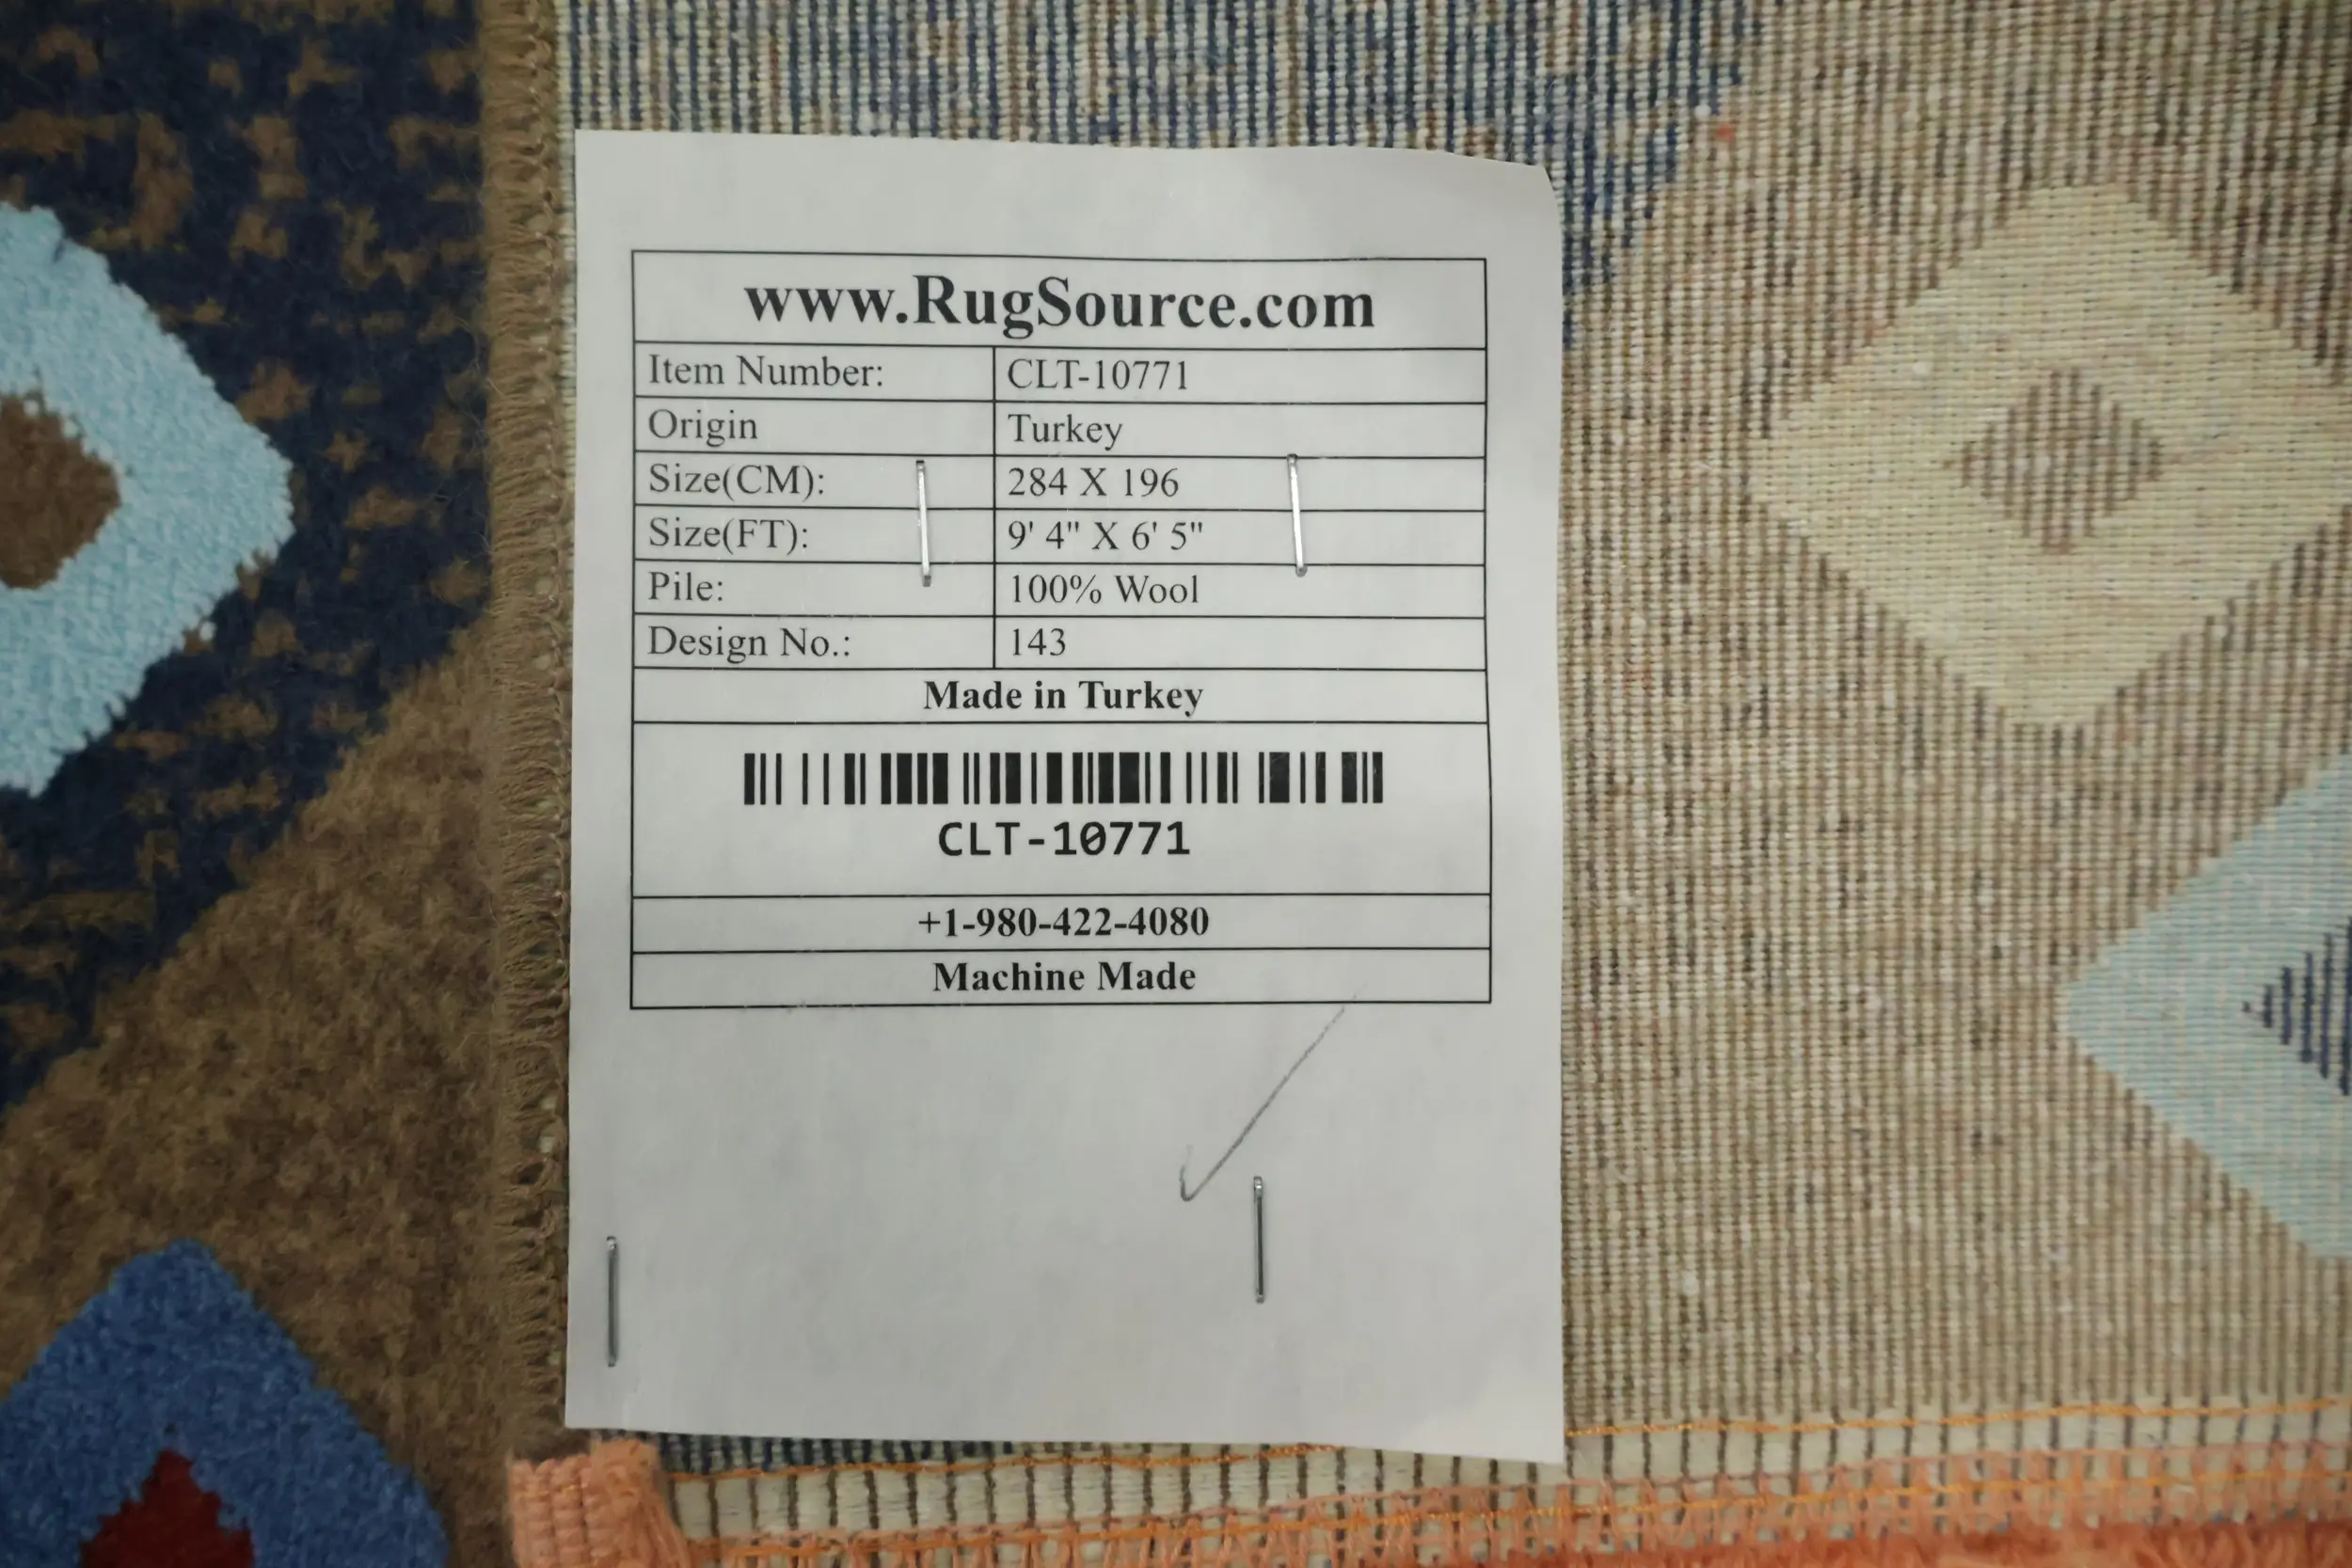 www.RugSource.com
Item Number: CLT-10771
Origin Turkey
Size(CM): 284 X 196
Size(FT): 9' 4" X 6' 5"
Pile: 100% Wool
Design No.: 143
Made in Turkey
CLT-10771
+1-980-422-4080
Machine Made